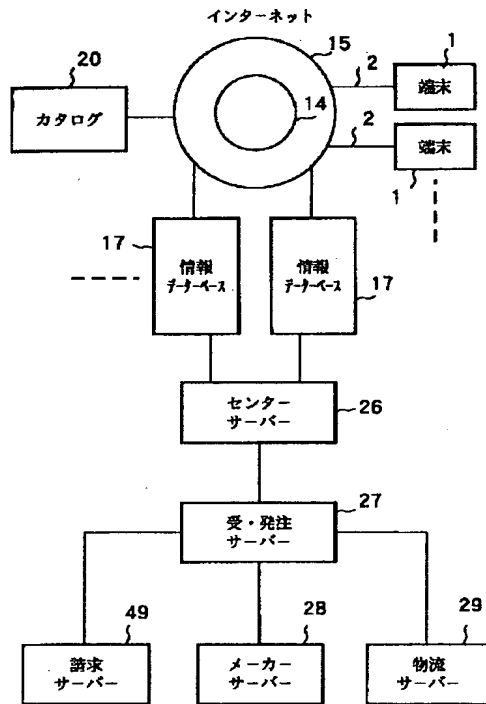 インターネット
15
20
カタログ
14
2
1
端末
2
端末
1
17
情報
データーベース
情報
データーベース
17
センター
サーバー
26
受・発注
サーバー
27
49
請求
サーバー
28
メーカー
サーバー
29
物流
サーバー